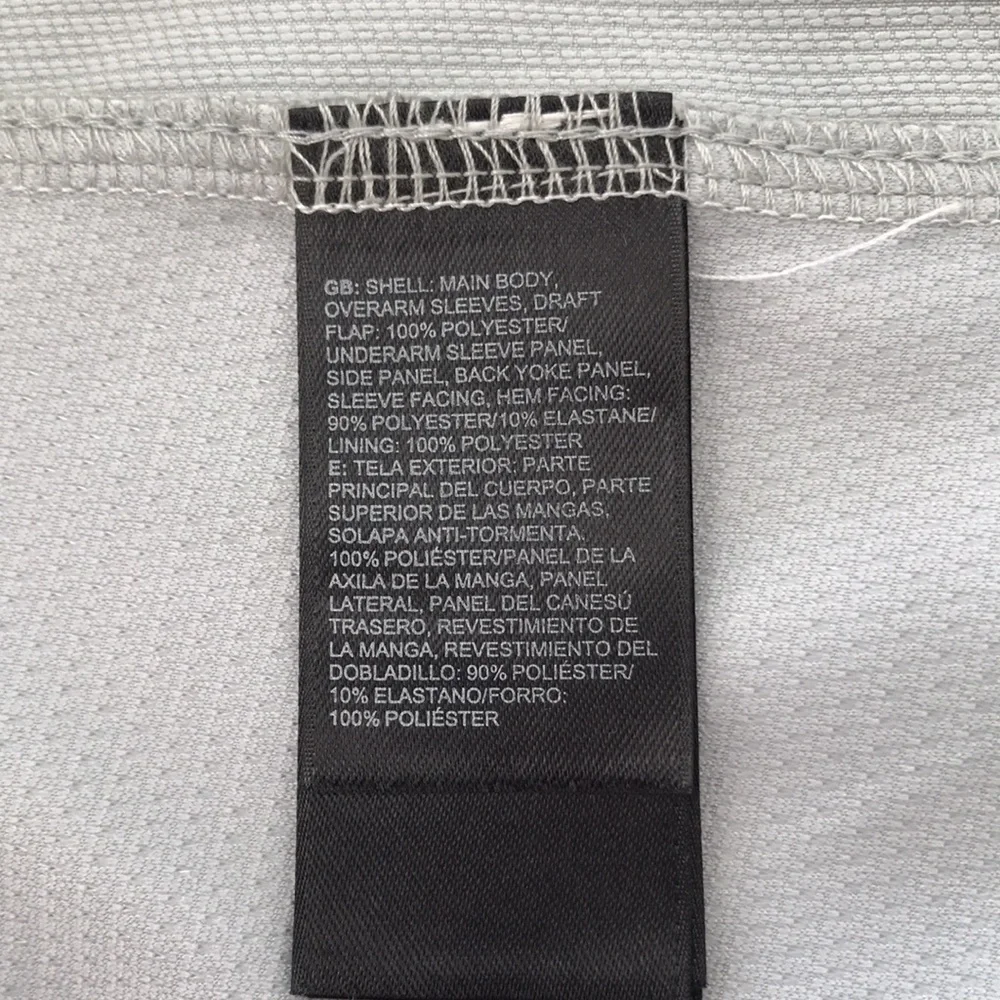 GB: SHELL: MAIN BODY,
OVERARM SLEEVES, DRAFT
FLAP: 100% POLYESTER/
UNDERARM SLEEVE PANEL,
SIDE PANEL, BACK YOKE PANEL,
SLEEVE FACING, HEM FACING:
90% POLYESTER/10% ELASTANE/
LINING: 100% POLYESTER
E: TELA EXTERIOR: PARTE
PRINCIPAL DEL CUERPO, PARTE
SUPERIOR DE LAS MANGAS,
SOLAPA ANTI-TORMENTA:
100% POLIÉSTER/PANEL DE LA
AXILA DE LA MANGA, PANEL
LATERAL, PANEL DEL CANESÚ
TRASERO, REVESTIMIENTO DE
LA MANGA, REVESTIMIENTO DEL
DOBLADILLO: 90% POLIÉSTER/
10% ELASTANO/FORRO:
100% POLIÉSTER